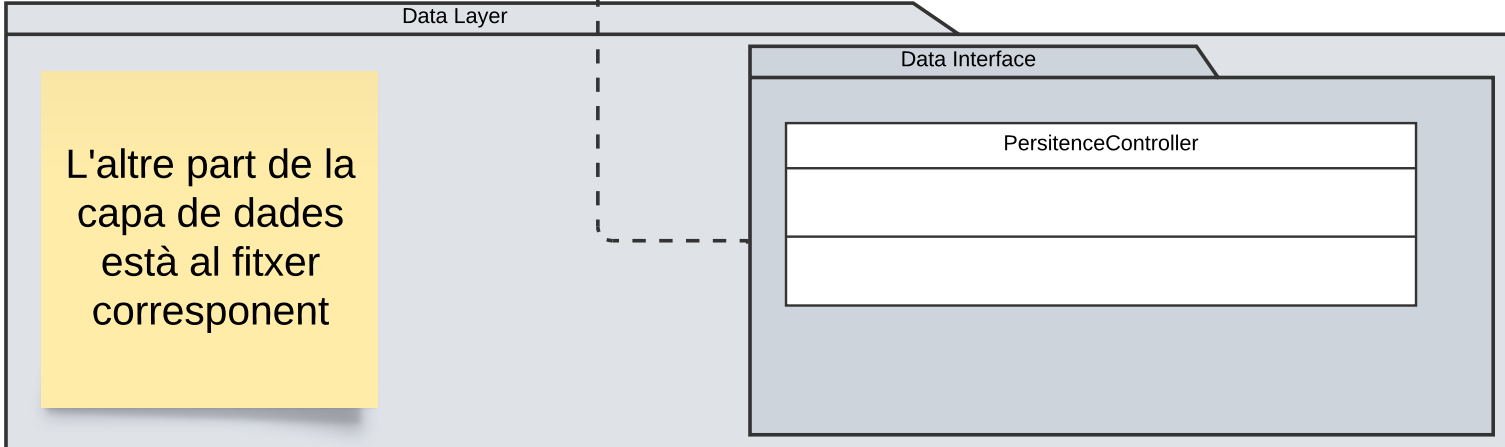 Data Layer
Data Interface
PersitenceController
L'altre part de la
capa de dades
està al fitxer
corresponent